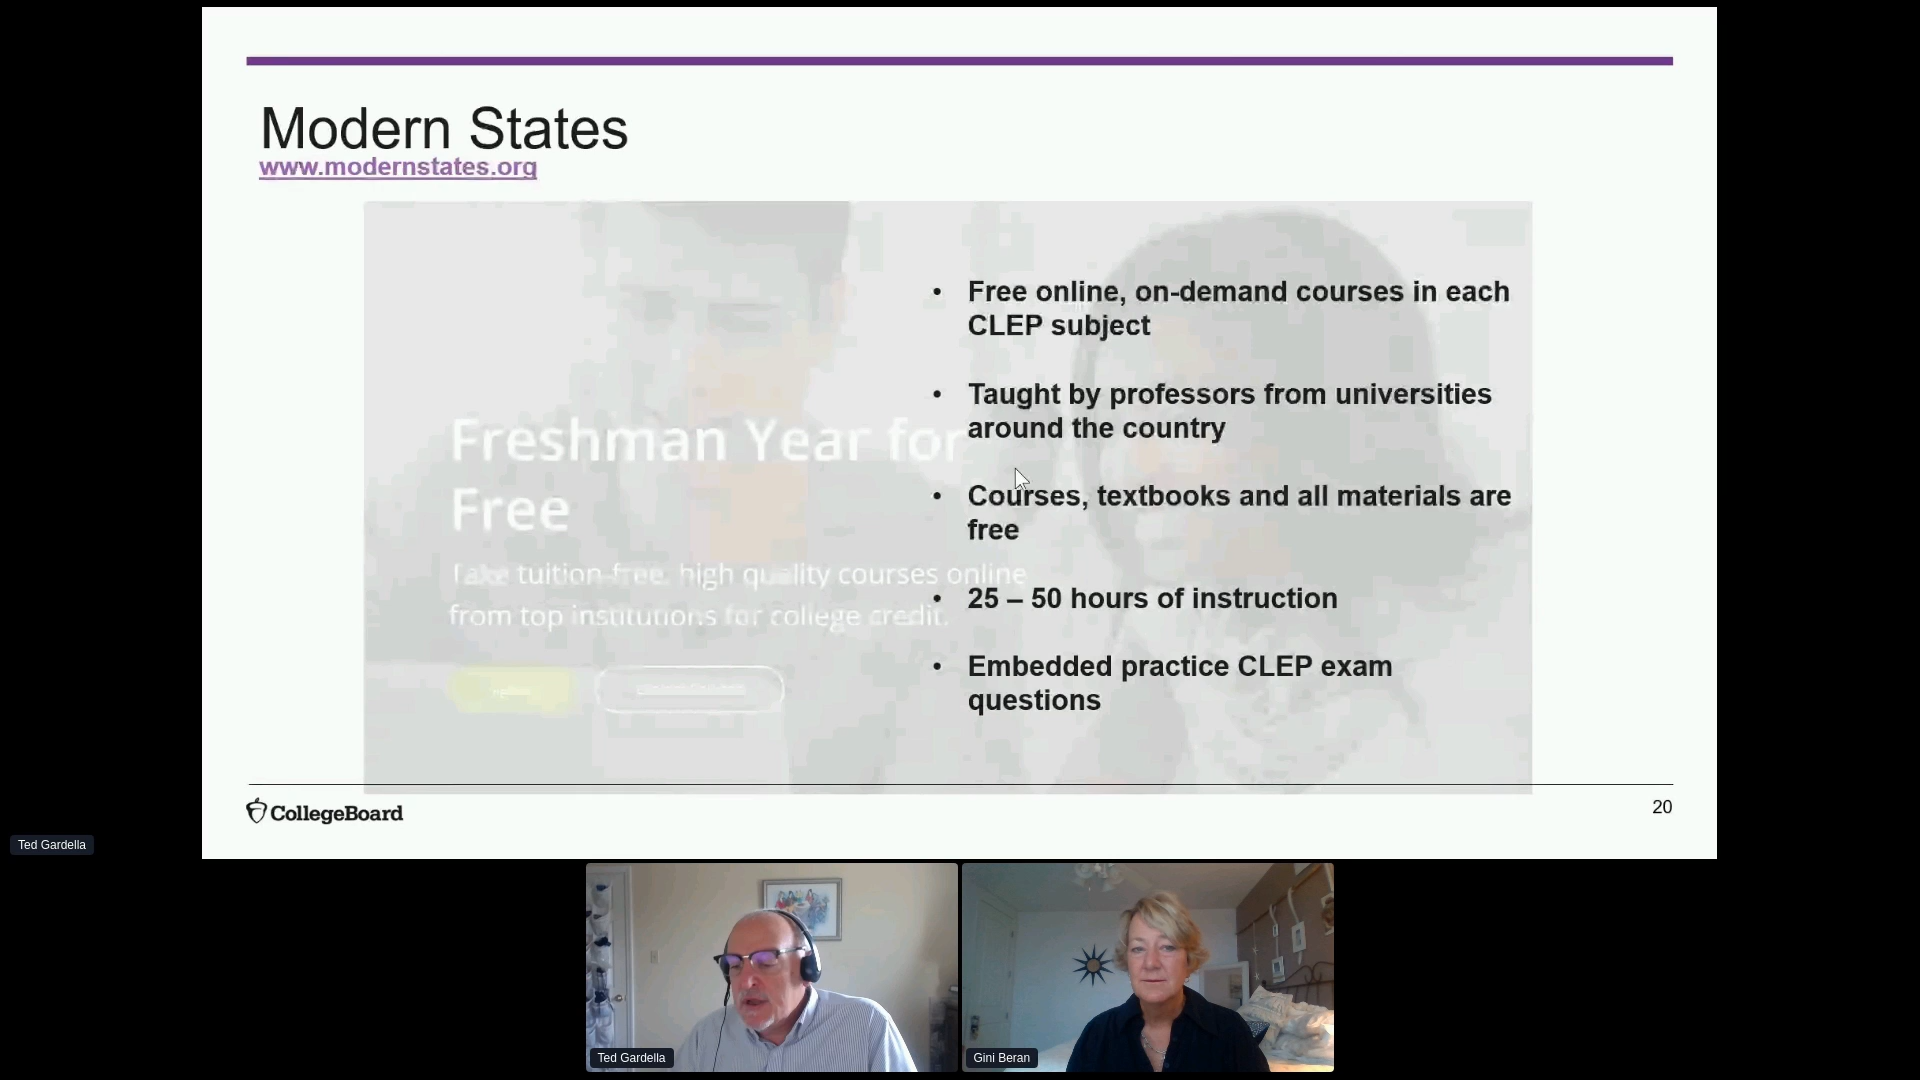 Modern States
www.modernstates.org
Freshman Year for
Free
Take tuition-free, high quality courses online
from top institutions for college credit.
• Free online, on-demand courses in each
CLEP subject
• Taught by professors from universities
around the country
• Courses, textbooks and all materials are
free
• 25 – 50 hours of instruction
• Embedded practice CLEP exam
questions
CollegeBoard
20
Ted Gardella
Ted Gardella
Gini Beran